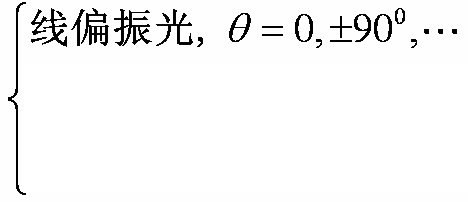 线偏振光, θ = 0,±90⁰,⋯